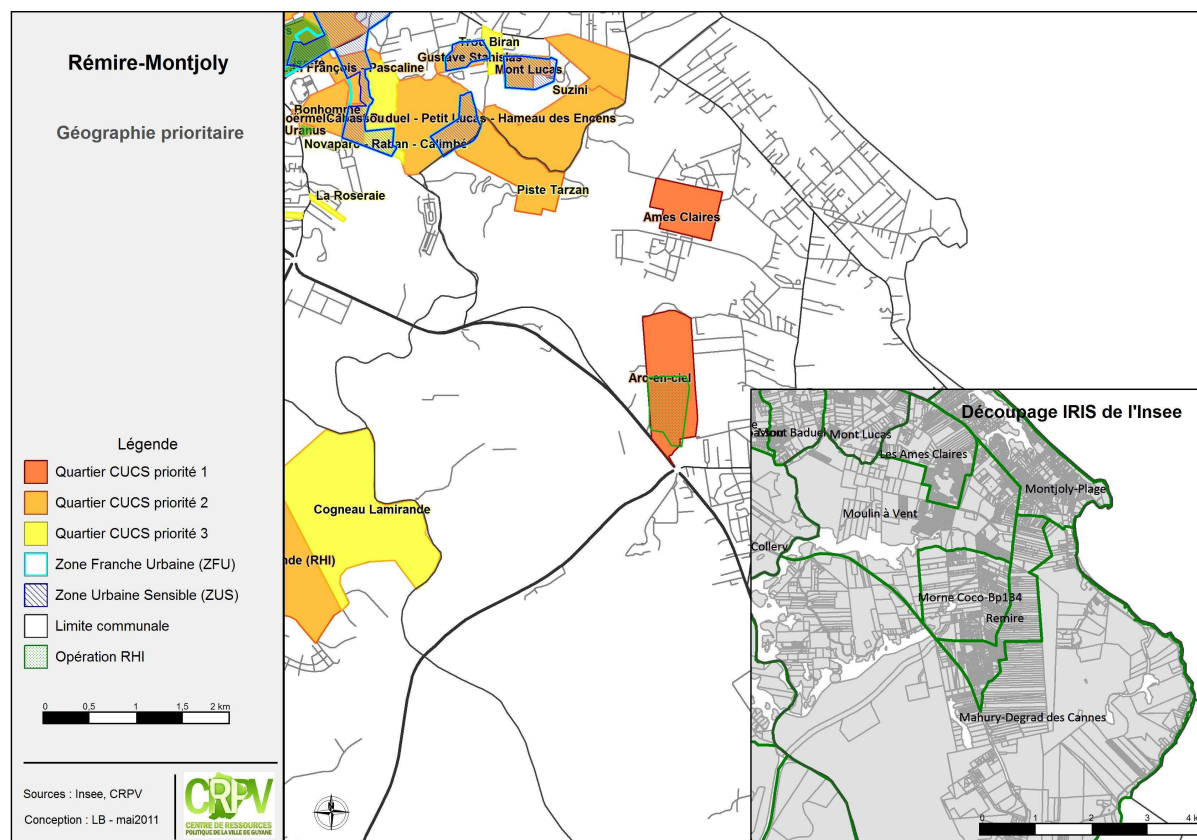 Rémire-Montjoly
Géographie prioritaire
Légende
Quartier CUCS priorité 1
Quartier CUCS priorité 2
Quartier CUCS priorité 3
Zone Franche Urbaine (ZFU)
Zone Urbaine Sensible (ZUS)
Limite communale
Opération RHI
0 0,5 1 1,5 2 km
Sources : Insee, CRPV
Conception : LB - mai2011
CRPV
CENTRE DE RESSOURCES
POLITIQUE DE LA VILLE DE GUYANE
Biran
Gustave Stanislas
François - Pascaline
Mont Lucas
Suzini
Bonhomme
- Petit Lucas - Hameau des Encens
Uranus
Novaparc - Raban - Calimbé
La Roseraie
Piste Tarzan
Ames Claires
Arc-en-ciel
Cogneau Lamirande
(RHI)
N
Découpage IRIS de l'Insee
Mont Baduel
Mont Lucas
Les Ames Claires
Montjoly-Plage
Moulin à Vent
Collery
Morne Coco-Bp134
Remire
Mahury-Degrad des Cannes
0 1 2 3 4